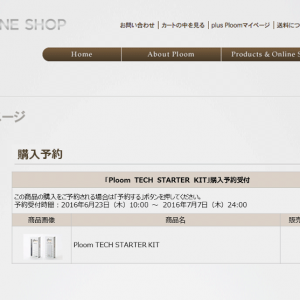 NE SHOP
お問い合わせ | カートの中を見る | plus Ploomマイページ | 送料につ
Home
About Ploom
Products & Online S
ページ
購入予約
「Ploom TECH STARTER KIT」購入予約受付
この商品の購入をご予約される場合は「予約する」ボタンを押してください。
予約受付時間：2016年6月23日（木）10:00 ～ 2016年7月7日（木）24:00
商品画像
商品名
販売
Ploom TECH STARTER KIT